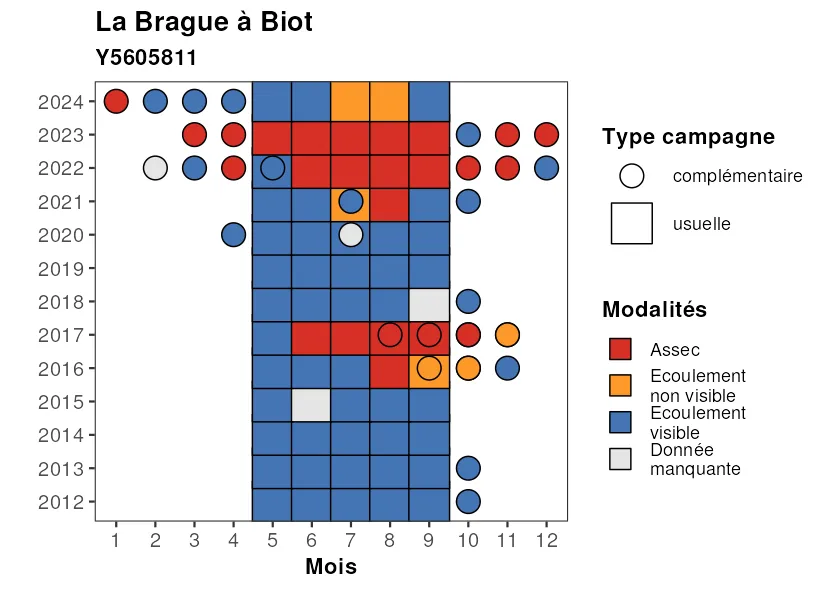 La Brague à Biot
Y5605811
2024
2023
2022
2021
2020
2019
2018
2017
2016
2015
2014
2013
2012
1 2 3 4 5 6 7 8 9 10 11 12
Mois
Type campagne
complémentaire
usuelle
Modalités
Assec
Ecoulement
non visible
Ecoulement
visible
Donnée
manquante